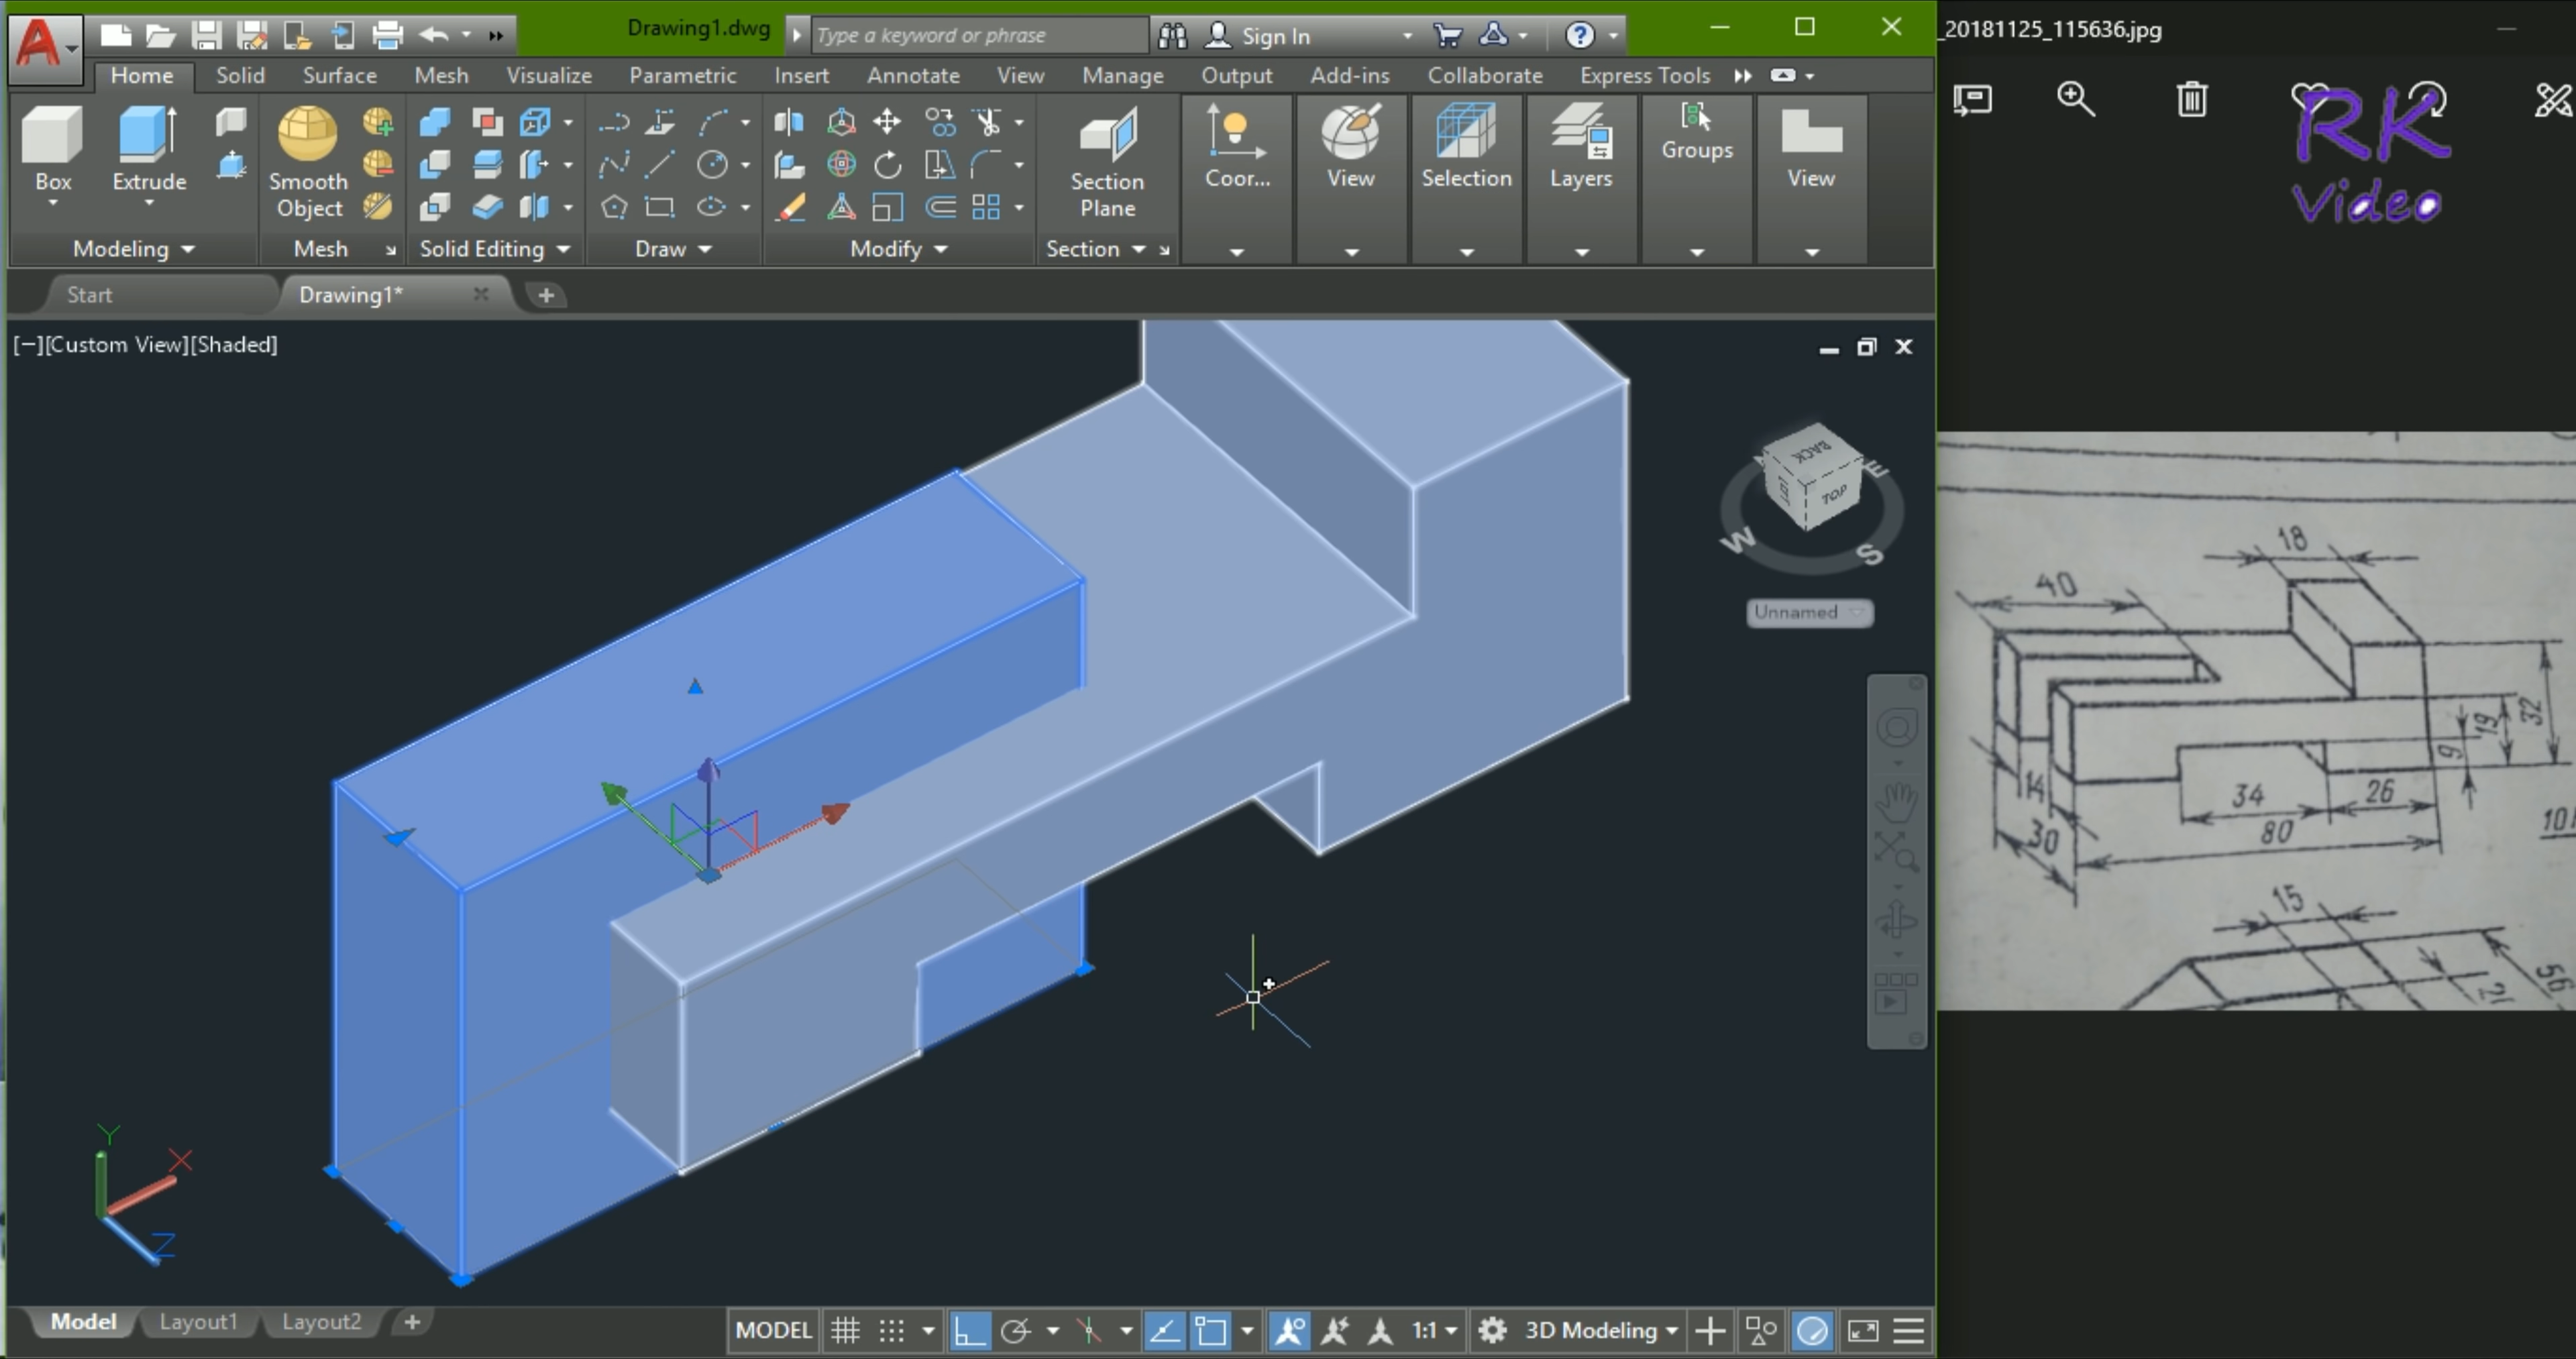 Drawing1.dwg
Type a keyword or phrase
Sign In
_20181125_115636.jpg
Home Solid Surface Mesh Visualize Parametric Insert Annotate View Manage Output Add-ins Collaborate Express Tools
RK
Video
Box
Extrude
Smooth
Object
Section
Plane
Coor...
View
Selection
Layers
Groups
View
Modeling
Mesh
Solid Editing
Draw
Modify
Section
Start
Drawing1*
[−][Custom View][Shaded]
BACK
TOP
E
W
S
Unnamed
18
40
32
19
9
14
34
26
30
80
15
56
21
Y
X
Z
Model
Layout1
Layout2
MODEL
1:1
3D Modeling